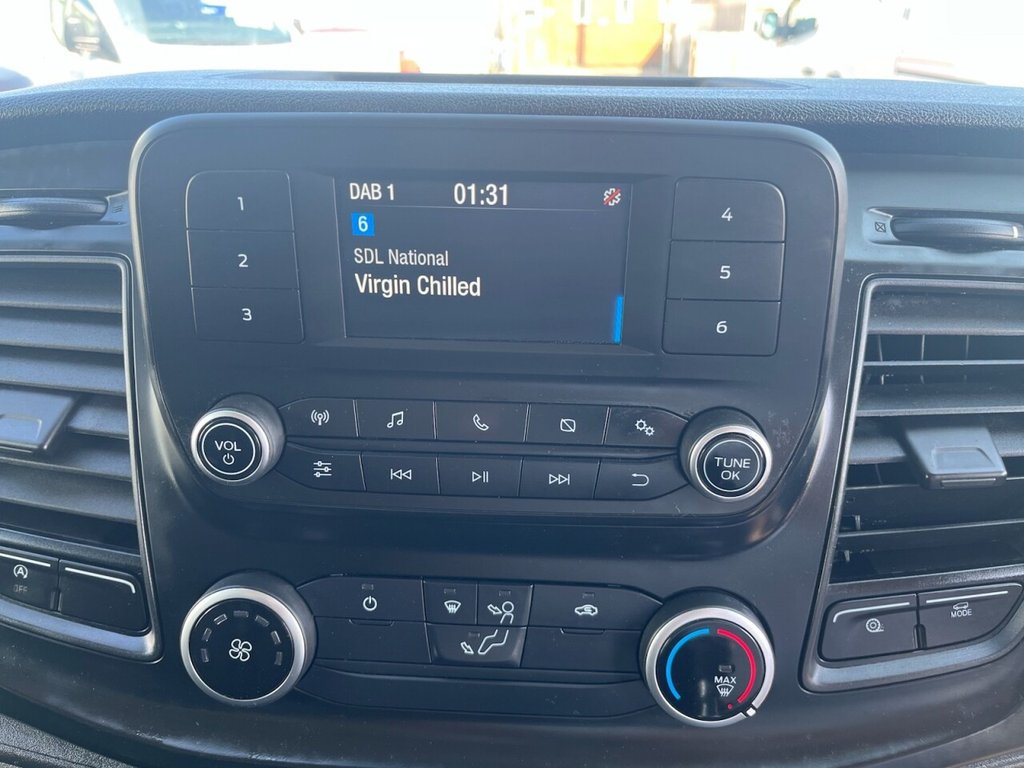 DAB 1 01:31
6
SDL National
Virgin Chilled
1
2
3
4
5
6
VOL
TUNE
OK
A
OFF
MAX
MODE